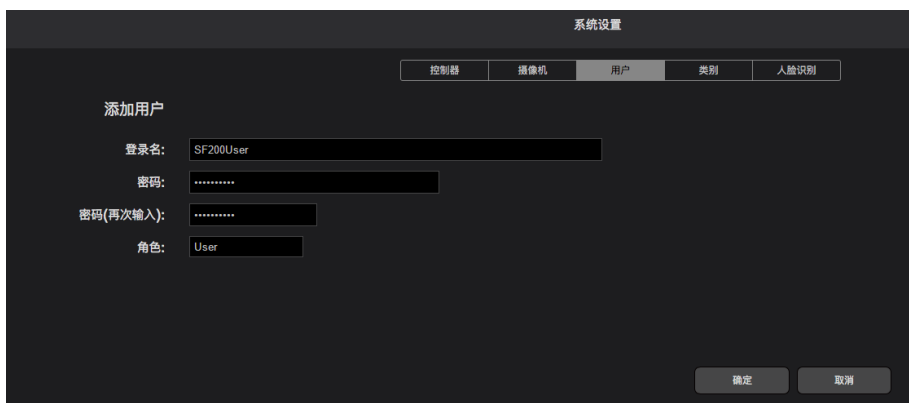 系统设置
控制器 摄像机 用户 类别 人脸识别
添加用户
登录名: SF200User
密码: ••••••••••
密码(再次输入): ••••••••••
角色: User
确定 取消